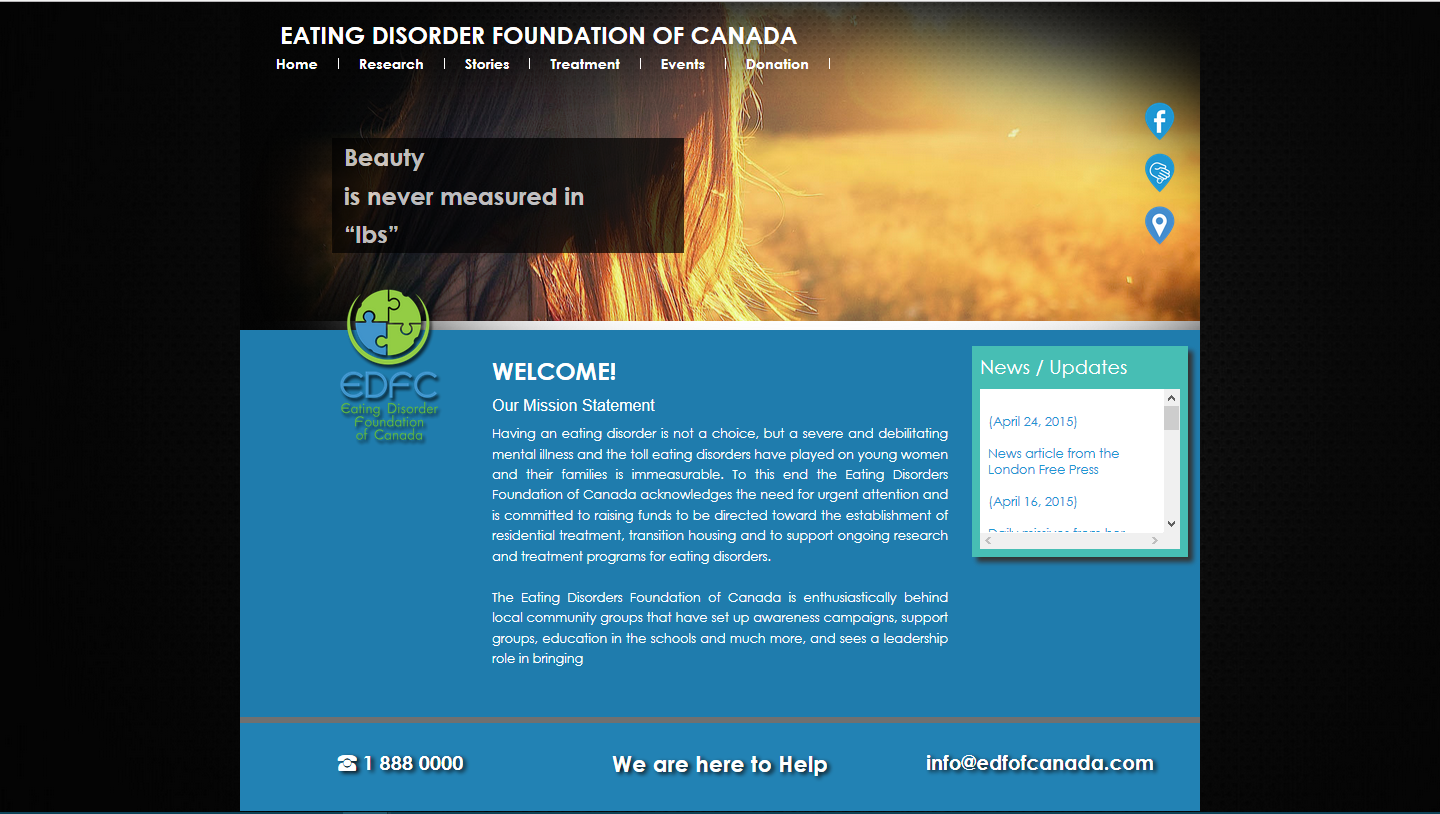 EATING DISORDER FOUNDATION OF CANADA
Home | Research | Stories | Treatment | Events | Donation |
Beauty
is never measured in
“lbs”
EDFC
Eating Disorder
Foundation
of Canada
WELCOME!
Our Mission Statement
Having an eating disorder is not a choice, but a severe and debilitating
mental illness and the toll eating disorders have played on young women
and their families is immeasurable. To this end the Eating Disorders
Foundation of Canada acknowledges the need for urgent attention and
is committed to raising funds to be directed toward the establishment of
residential treatment, transition housing and to support ongoing research
and treatment programs for eating disorders.
The Eating Disorders Foundation of Canada is enthusiastically behind
local community groups that have set up awareness campaigns, support
groups, education in the schools and much more, and sees a leadership
role in bringing
News / Updates
(April 24, 2015)
News article from the
London Free Press
(April 16, 2015)
Daily missives from her
1 888 0000
We are here to Help
info@edfofcanada.com